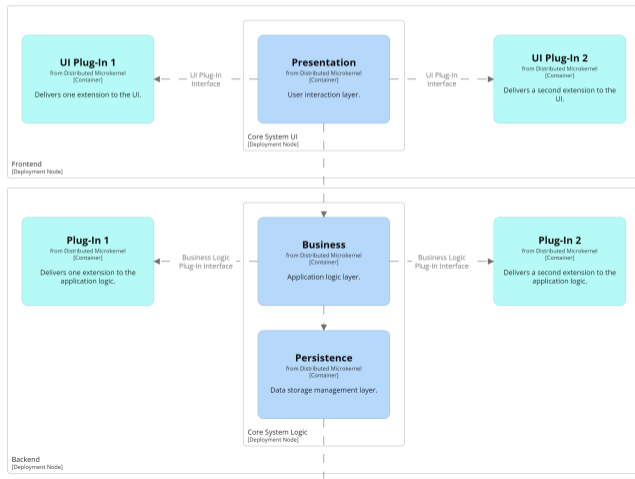 UI Plug-In 1
from Distributed Microkernel
[Container]
Delivers one extension to the UI.
UI Plug-In
Interface
Presentation
from Distributed Microkernel
[Container]
User interaction layer.
UI Plug-In
Interface
UI Plug-In 2
from Distributed Microkernel
[Container]
Delivers a second extension to the
UI.
Core System UI
[Deployment Node]
Frontend
[Deployment Node]
Plug-In 1
from Distributed Microkernel
[Container]
Delivers one extension to the
application logic.
Business Logic
Plug-In Interface
Business
from Distributed Microkernel
[Container]
Application logic layer.
Business Logic
Plug-In Interface
Plug-In 2
from Distributed Microkernel
[Container]
Delivers a second extension to the
application logic.
Persistence
from Distributed Microkernel
[Container]
Data storage management layer.
Core System Logic
[Deployment Node]
Backend
[Deployment Node]